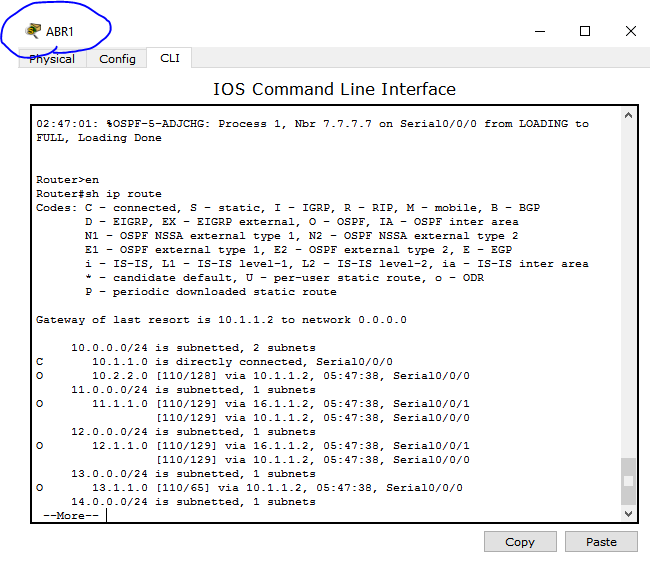 ABR1
Physical Config CLI
IOS Command Line Interface
02:47:01: %OSPF-5-ADJCHG: Process 1, Nbr 7.7.7.7 on Serial0/0/0 from LOADING to
FULL, Loading Done
Router>en
Router#sh ip route
Codes: C - connected, S - static, I - IGRP, R - RIP, M - mobile, B - BGP
D - EIGRP, EX - EIGRP external, O - OSPF, IA - OSPF inter area
N1 - OSPF NSSA external type 1, N2 - OSPF NSSA external type 2
E1 - OSPF external type 1, E2 - OSPF external type 2, E - EGP
i - IS-IS, L1 - IS-IS level-1, L2 - IS-IS level-2, ia - IS-IS inter area
* - candidate default, U - per-user static route, o - ODR
P - periodic downloaded static route
Gateway of last resort is 10.1.1.2 to network 0.0.0.0
10.0.0.0/24 is subnetted, 2 subnets
C 10.1.1.0 is directly connected, Serial0/0/0
O 10.2.2.0 [110/128] via 10.1.1.2, 05:47:38, Serial0/0/0
11.0.0.0/24 is subnetted, 1 subnets
O 11.1.1.0 [110/129] via 16.1.1.2, 05:47:38, Serial0/0/1
[110/129] via 10.1.1.2, 05:47:38, Serial0/0/0
12.0.0.0/24 is subnetted, 1 subnets
O 12.1.1.0 [110/129] via 16.1.1.2, 05:47:38, Serial0/0/1
[110/129] via 10.1.1.2, 05:47:38, Serial0/0/0
13.0.0.0/24 is subnetted, 1 subnets
O 13.1.1.0 [110/65] via 10.1.1.2, 05:47:38, Serial0/0/0
14.0.0.0/24 is subnetted, 1 subnets
--More--
Copy Paste